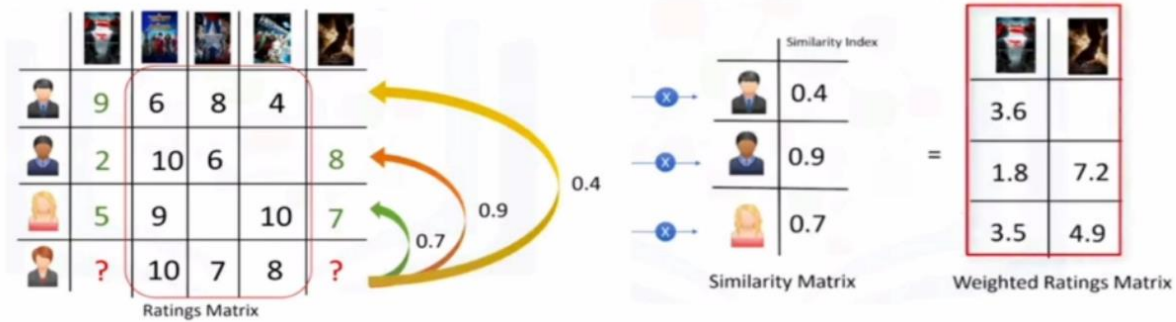 Similarity Index
9 6 8 4
0.4
3.6
X
2 10 6 8
X
0.9
=
1.8 7.2
0.4
5 9 10 7
0.9
0.7
X
0.7
3.5 4.9
? 10 7 8 ?
Ratings Matrix
Similarity Matrix
Weighted Ratings Matrix